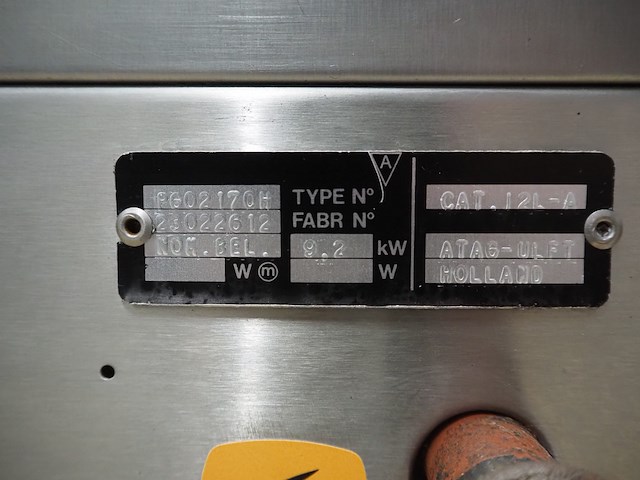 A
PG02170H TYPE N° CAT. I2L-A
23022612 FABR N°
NOM. BEL. 9,2 kW ATAG-ULFT
W m W HOLLAND